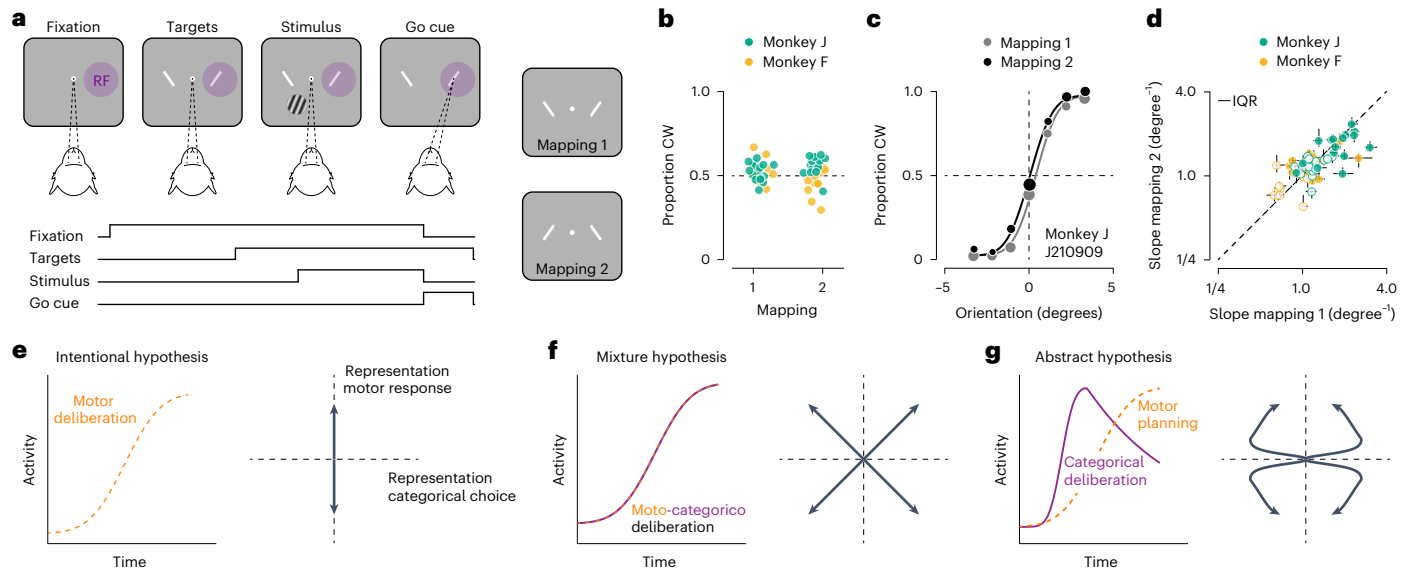 a
Fixation
Targets
Stimulus
Go cue
RF
Mapping 1
Mapping 2
Fixation
Targets
Stimulus
Go cue
b
Monkey J
Monkey F
Proportion CW
1.0
0.5
0
1
2
Mapping
c
Mapping 1
Mapping 2
Proportion CW
1.0
0.5
0
Monkey J
J210909
–5
0
5
Orientation (degrees)
d
Monkey J
Monkey F
Slope mapping 2 (degree⁻¹)
4.0
1.0
1/4
IQR
1/4
1.0
4.0
Slope mapping 1 (degree⁻¹)
e
Intentional hypothesis
Activity
Motor
deliberation
Time
Representation
motor response
Representation
categorical choice
f
Mixture hypothesis
Activity
Moto-categorico
deliberation
Time
g
Abstract hypothesis
Activity
Motor
planning
Categorical
deliberation
Time